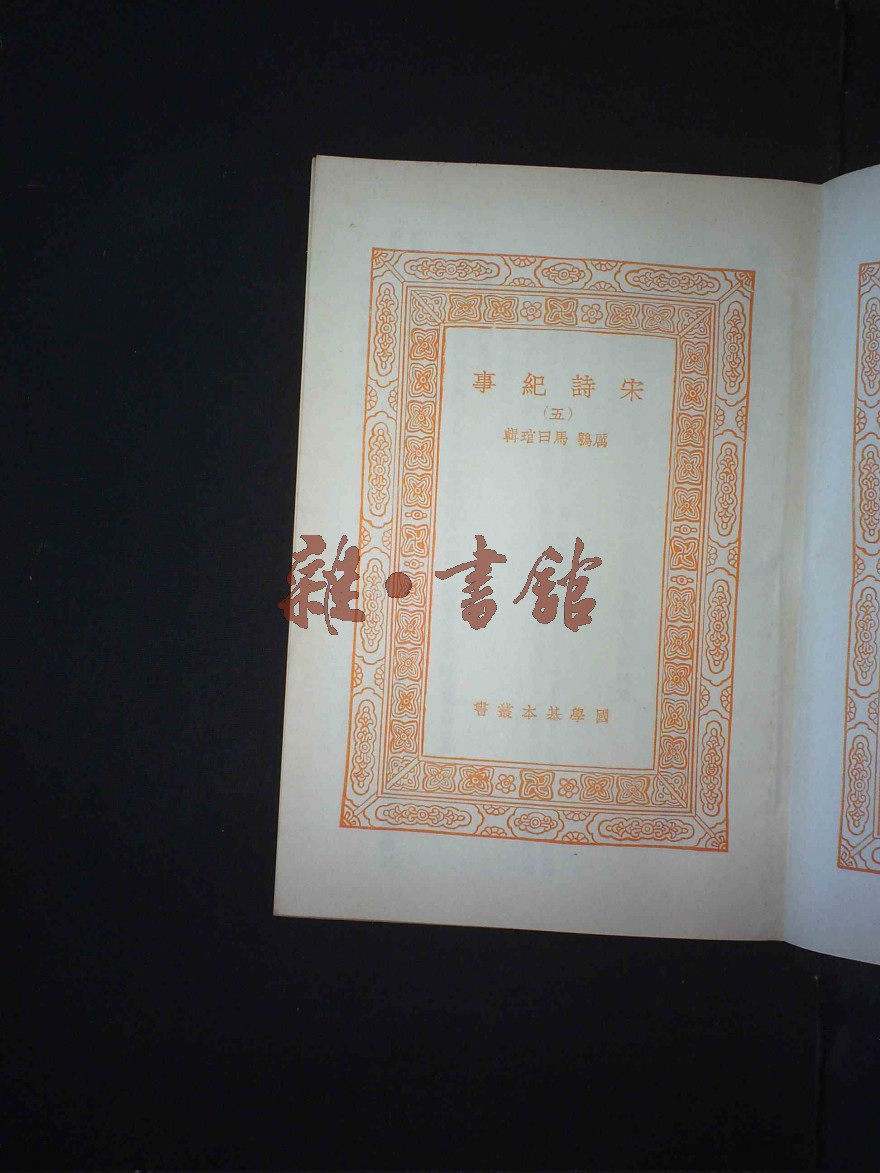 宋詩紀事
(五)
厲鶚 馬曰琯輯
雜·書館
國學基本叢書